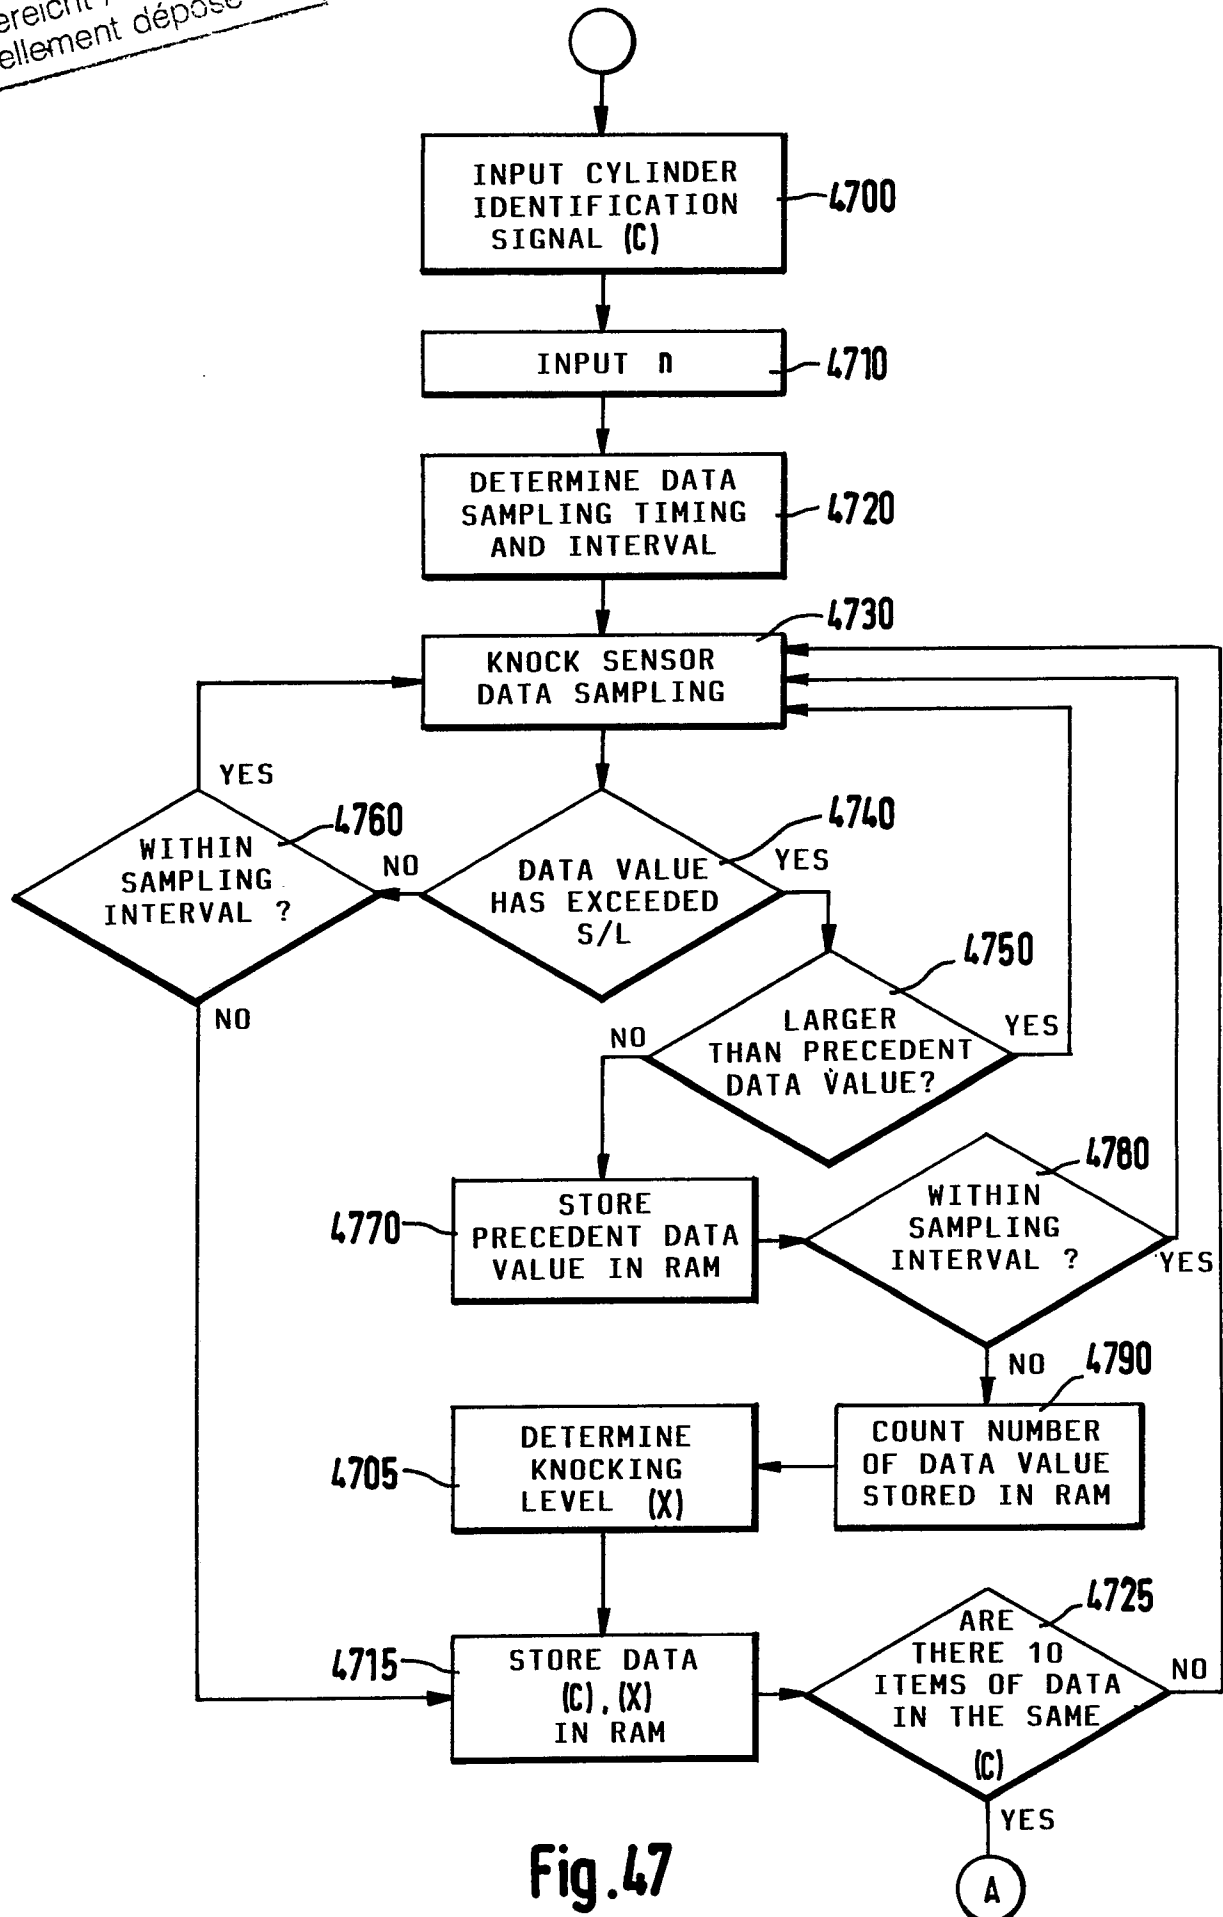 ellement déposé
INPUT CYLINDER
IDENTIFICATION
SIGNAL (C)
4700
INPUT n
4710
DETERMINE DATA
SAMPLING TIMING
AND INTERVAL
4720
4730
KNOCK SENSOR
DATA SAMPLING
YES
4760
WITHIN
SAMPLING
INTERVAL ?
NO
4740
DATA VALUE
HAS EXCEEDED
S/L
YES
NO
4750
LARGER
THAN PRECEDENT
DATA VALUE?
NO
YES
4770
STORE
PRECEDENT DATA
VALUE IN RAM
4780
WITHIN
SAMPLING
INTERVAL ?
YES
NO
4790
COUNT NUMBER
OF DATA VALUE
STORED IN RAM
4705
DETERMINE
KNOCKING
LEVEL (X)
4715
STORE DATA
(C), (X)
IN RAM
4725
ARE
THERE 10
ITEMS OF DATA
IN THE SAME
(C)
NO
YES
A
Fig.47